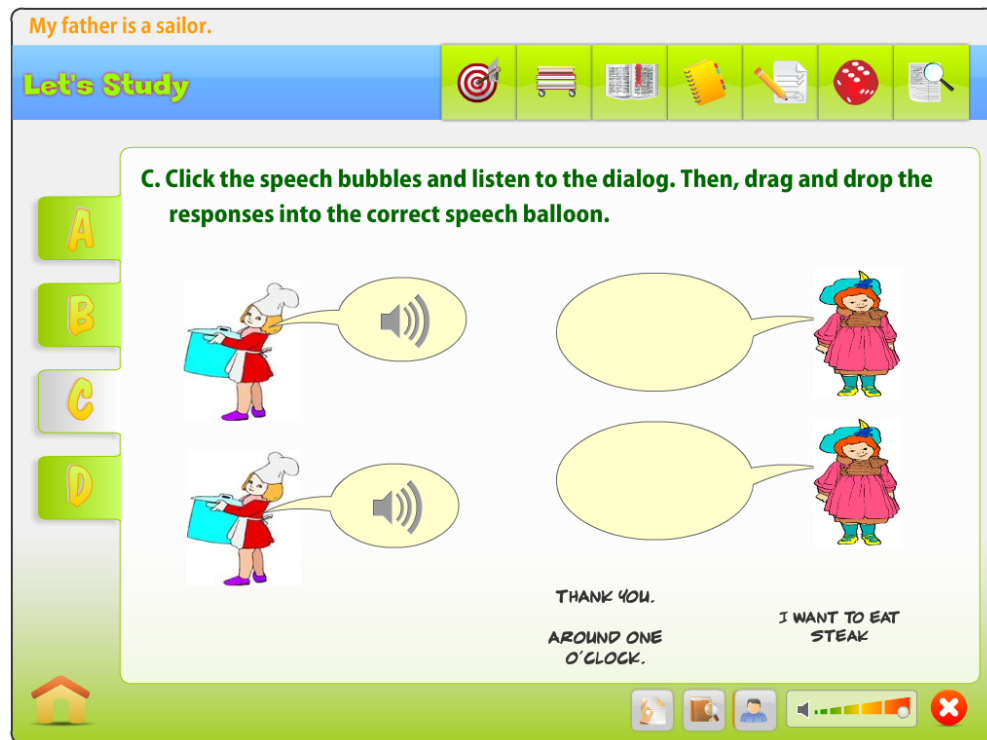 My father is a sailor.
Let's Study
C. Click the speech bubbles and listen to the dialog. Then, drag and drop the
responses into the correct speech balloon.
A
B
C
D
THANK YOU.
AROUND ONE
O'CLOCK.
I WANT TO EAT
STEAK